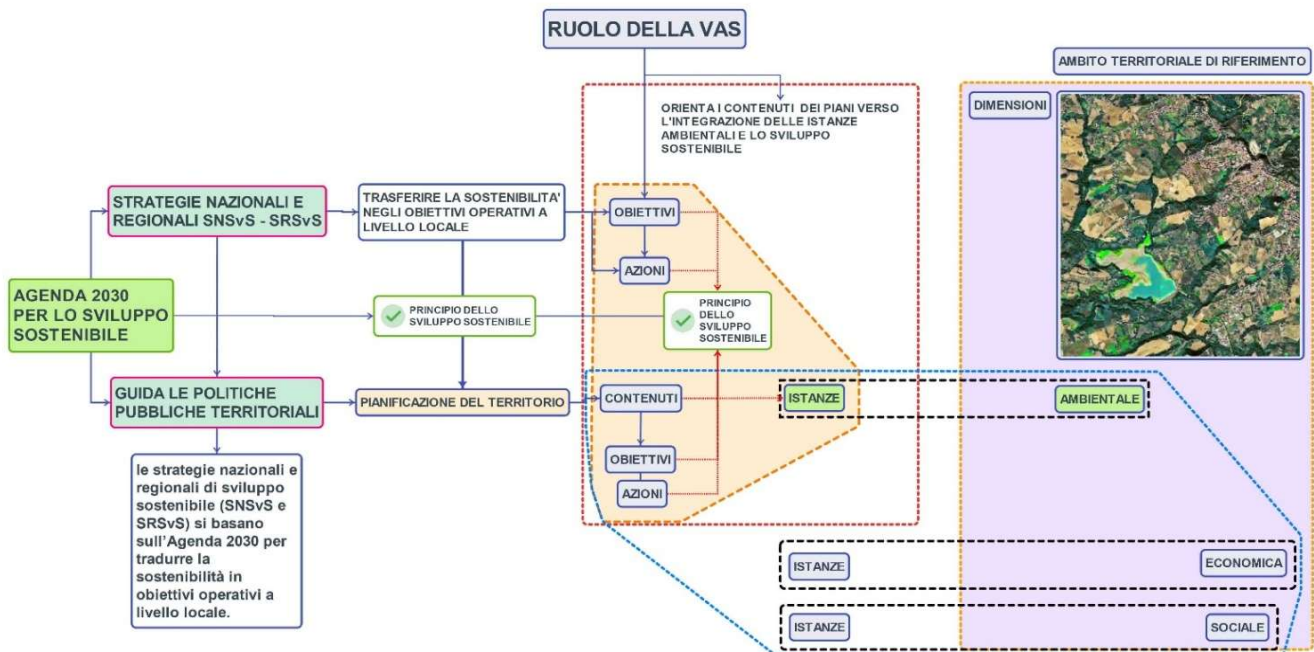 RUOLO DELLA VAS
AMBITO TERRITORIALE DI RIFERIMENTO
DIMENSIONI
ORIENTA I CONTENUTI DEI PIANI VERSO
L'INTEGRAZIONE DELLE ISTANZE
AMBIENTALI E LO SVILUPPO
SOSTENIBILE
STRATEGIE NAZIONALI E
REGIONALI SNSvS - SRSvS
TRASFERIRE LA SOSTENIBILITA'
NEGLI OBIETTIVI OPERATIVI A
LIVELLO LOCALE
OBIETTIVI
AZIONI
AGENDA 2030
PER LO SVILUPPO
SOSTENIBILE
PRINCIPIO DELLO
SVILUPPO SOSTENIBILE
PRINCIPIO
DELLO
SVILUPPO
SOSTENIBILE
GUIDA LE POLITICHE
PUBBLICHE TERRITORIALI
PIANIFICAZIONE DEL TERRITORIO
CONTENUTI
ISTANZE
AMBIENTALE
OBIETTIVI
AZIONI
le strategie nazionali e
regionali di sviluppo
sostenibile (SNSvS e
SRSvS) si basano
sull'Agenda 2030 per
tradurre la
sostenibilità in
obiettivi operativi a
livello locale.
ISTANZE
ECONOMICA
ISTANZE
SOCIALE